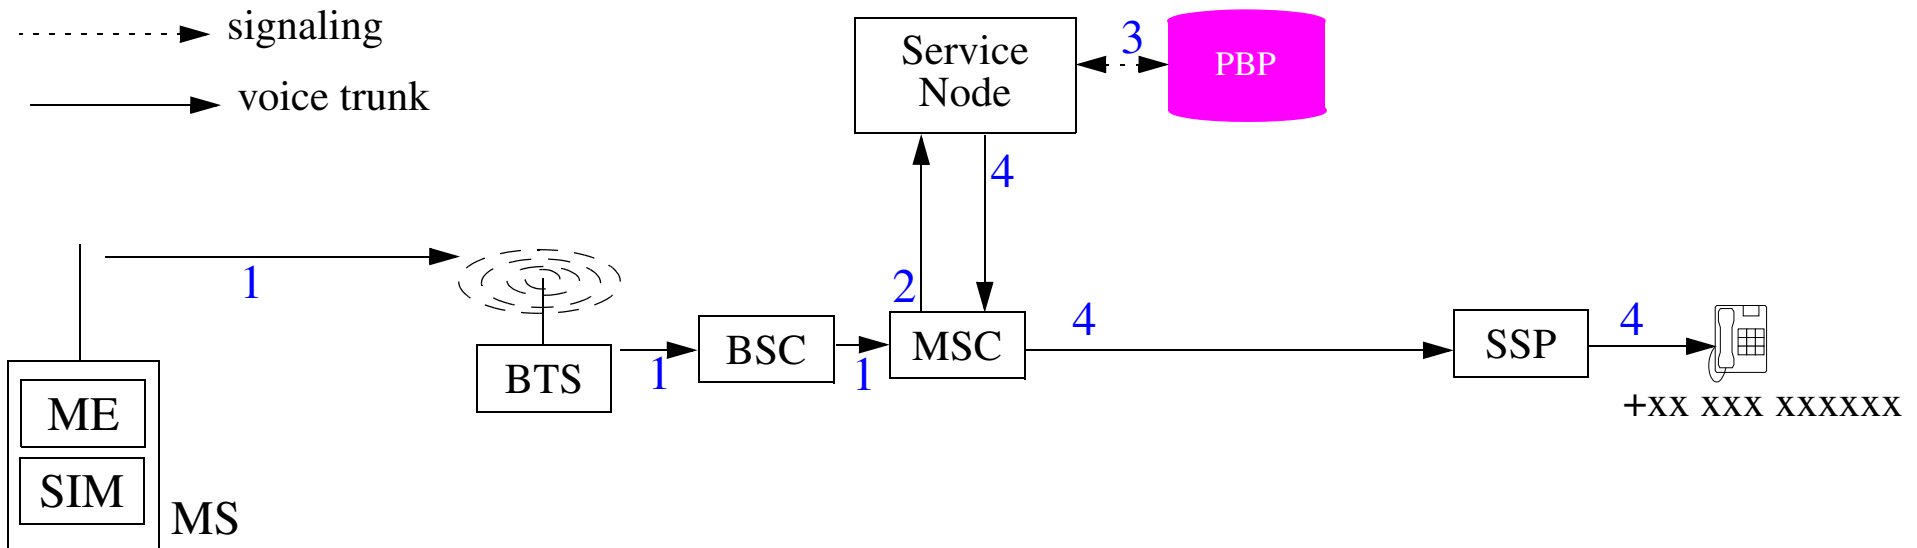 signaling
voice trunk
Service
Node
3
PBP
4
1
2
4
4
BSC
MSC
SSP
BTS
1
1
+xx xxx xxxxxx
ME
SIM
MS